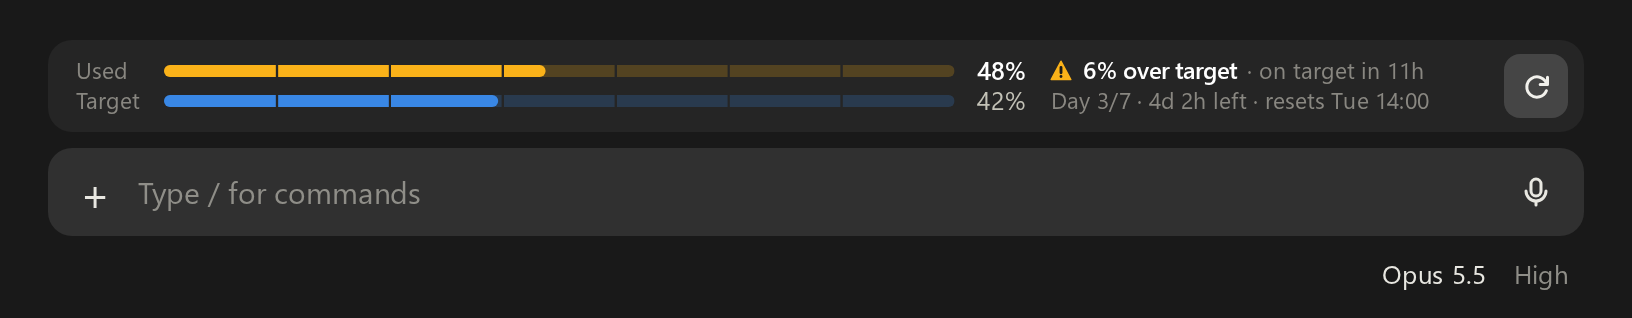 Used 48% 6% over target · on target in 11h
Target 42% Day 3/7 · 4d 2h left · resets Tue 14:00
+ Type / for commands
Opus 5.5 High